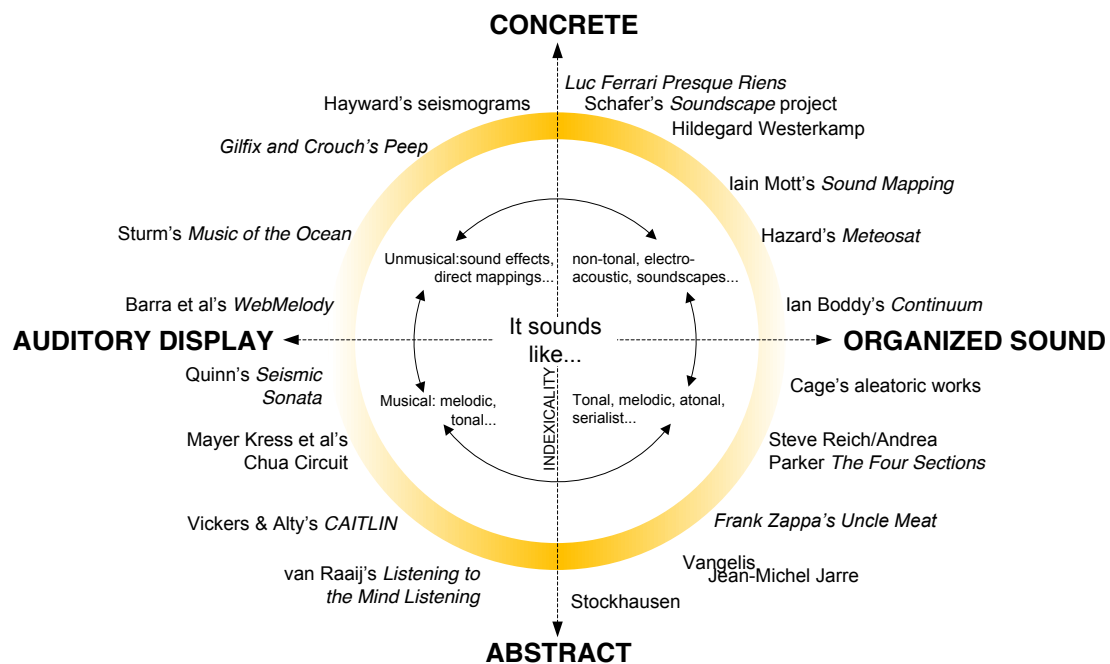 CONCRETE
Luc Ferrari Presque Riens
Hayward's seismograms
Schafer's Soundscape project
Hildegard Westerkamp
Gilfix and Crouch's Peep
Iain Mott's Sound Mapping
Sturm's Music of the Ocean
Hazard's Meteosat
Unmusical:sound effects,
direct mappings...
non-tonal, electro-
acoustic, soundscapes...
Barra et al's WebMelody
Ian Boddy's Continuum
AUDITORY DISPLAY
It sounds
like...
ORGANIZED SOUND
INDEXICALITY
Quinn's Seismic
Sonata
Cage's aleatoric works
Musical: melodic,
tonal...
Tonal, melodic, atonal,
serialist...
Mayer Kress et al's
Chua Circuit
Steve Reich/Andrea
Parker The Four Sections
Vickers & Alty's CAITLIN
Frank Zappa's Uncle Meat
van Raaij's Listening to
the Mind Listening
Vangelis
Jean-Michel Jarre
Stockhausen
ABSTRACT